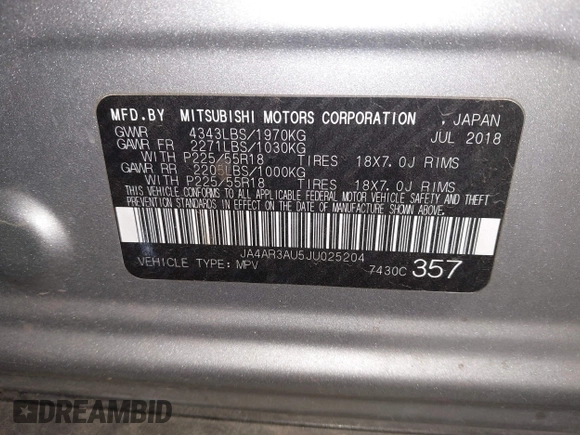 MFD.BY MITSUBISHI MOTORS CORPORATION , JAPAN
GVWR 4343LBS/1970KG JUL 2018
GAWR FR 2271LBS/1030KG
WITH P225/55R18 TIRES 18X7.0J RIMS
GAWR RR 2205LBS/1000KG
WITH P225/55R18 TIRES 18X7.0J RIMS
THIS VEHICLE CONFORMS TO ALL APPLICABLE FEDERAL MOTOR VEHICLE SAFETY AND THEFT
PREVENTION STANDARDS IN EFFECT ON THE DATE OF MANUFACTURE SHOWN ABOVE.
JA4AR3AU5JU025204
VEHICLE TYPE: MPV 7430C 357
DREAMBID